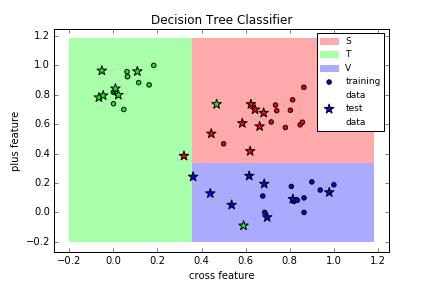 Decision Tree Classifier
S
T
V
training
data
test
data
plus feature
1.2
1.0
0.8
0.6
0.4
0.2
0.0
−0.2
−0.2 0.0 0.2 0.4 0.6 0.8 1.0 1.2
cross feature